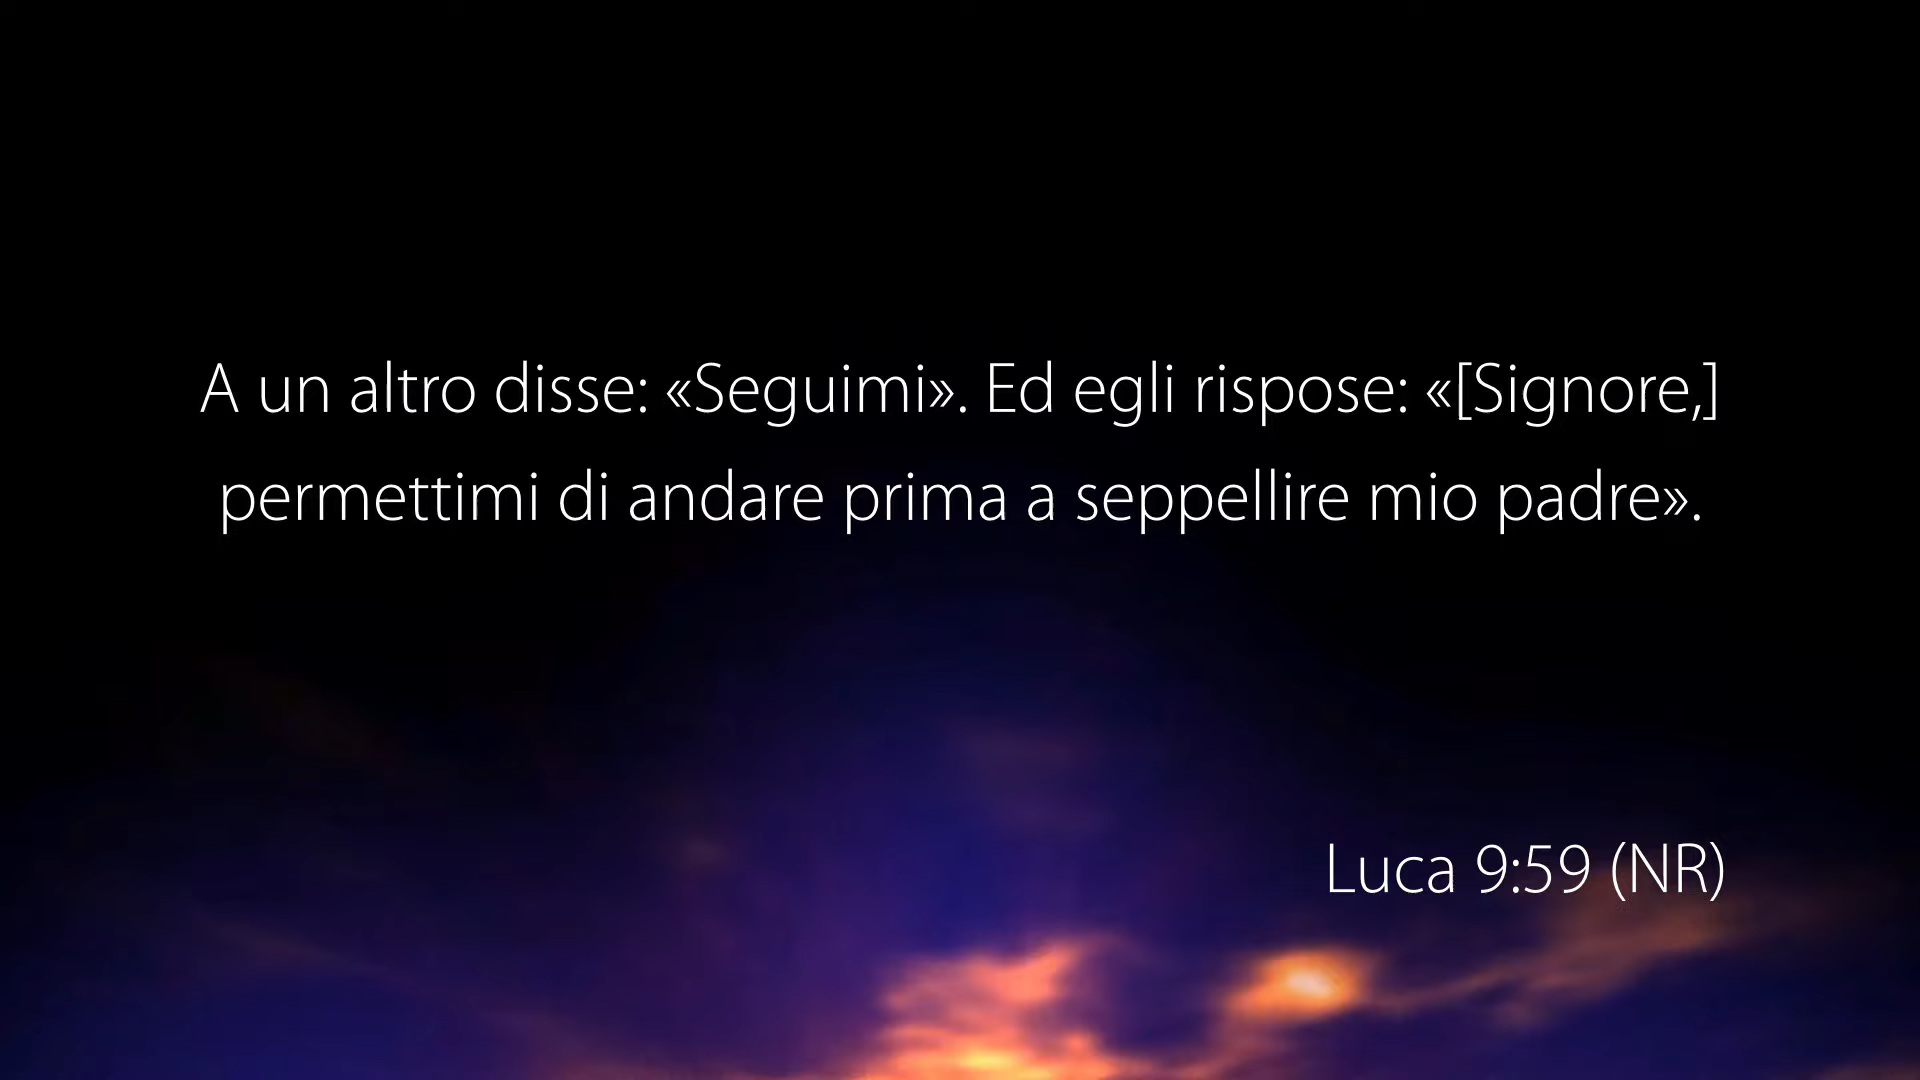 A un altro disse: «Seguimi». Ed egli rispose: «[Signore,]
permettimi di andare prima a seppellire mio padre».
Luca 9:59 (NR)